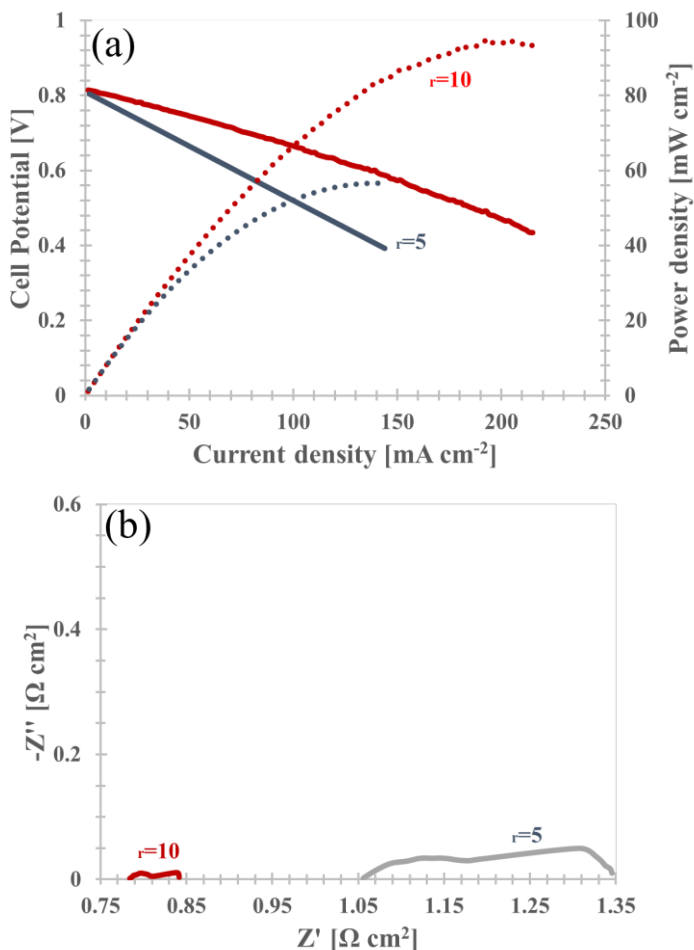 (a)
Cell Potential [V]
1
0.8
0.6
0.4
0.2
0
r=10
r=5
100
80
60
40
20
0
Power density [mW cm-2]
0 50 100 150 200 250
Current density [mA cm-2]
(b)
-Z'' [Ω cm2]
0.6
0.4
0.2
0
r=10
r=5
0.75 0.85 0.95 1.05 1.15 1.25 1.35
Z' [Ω cm2]